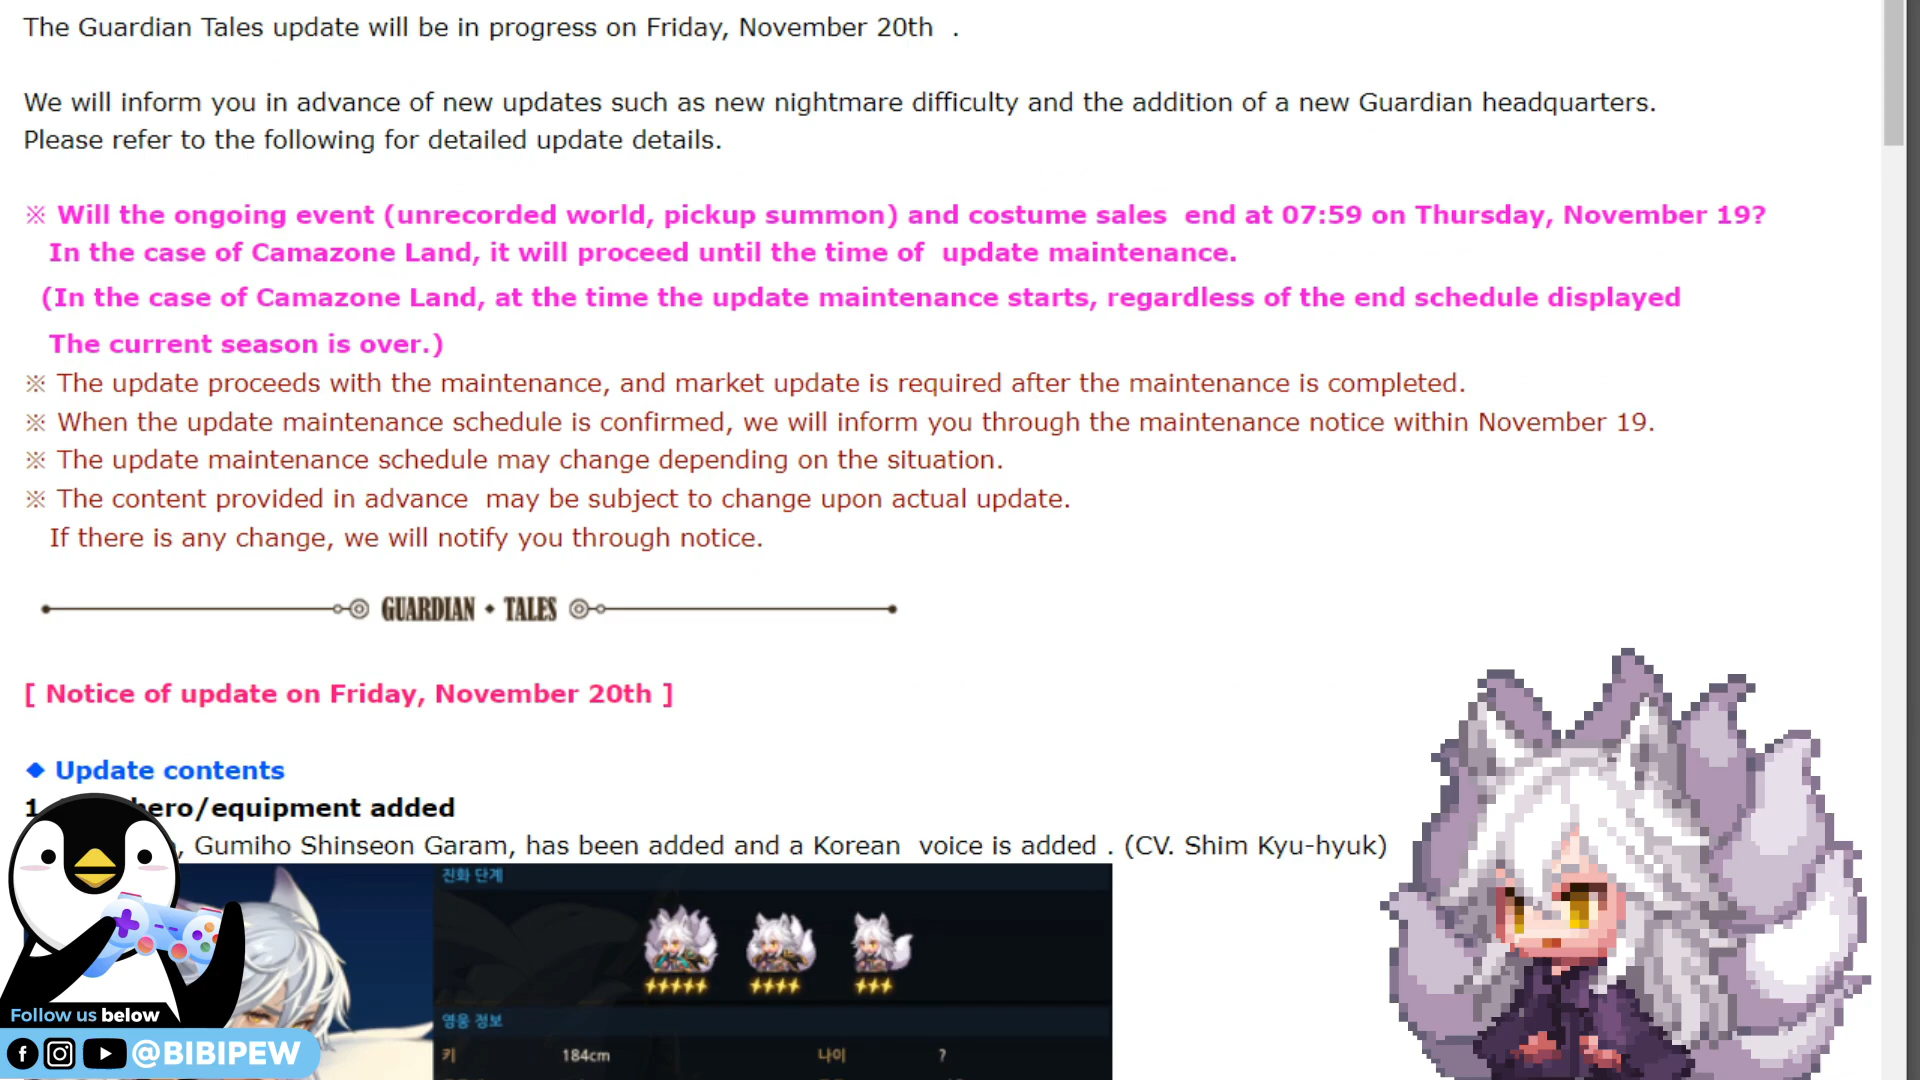 The Guardian Tales update will be in progress on Friday, November 20th .
We will inform you in advance of new updates such as new nightmare difficulty and the addition of a new Guardian headquarters.
Please refer to the following for detailed update details.
※ Will the ongoing event (unrecorded world, pickup summon) and costume sales end at 07:59 on Thursday, November 19?
In the case of Camazone Land, it will proceed until the time of update maintenance.
(In the case of Camazone Land, at the time the update maintenance starts, regardless of the end schedule displayed
The current season is over.)
※ The update proceeds with the maintenance, and market update is required after the maintenance is completed.
※ When the update maintenance schedule is confirmed, we will inform you through the maintenance notice within November 19.
※ The update maintenance schedule may change depending on the situation.
※ The content provided in advance may be subject to change upon actual update.
If there is any change, we will notify you through notice.
GUARDIAN • TALES
[ Notice of update on Friday, November 20th ]
◆ Update contents
1 hero/equipment added
, Gumiho Shinseon Garam, has been added and a Korean voice is added . (CV. Shim Kyu-hyuk)
진화 단계
영웅 정보
키 184cm 나이 ?
Follow us below
@BIBIPEW